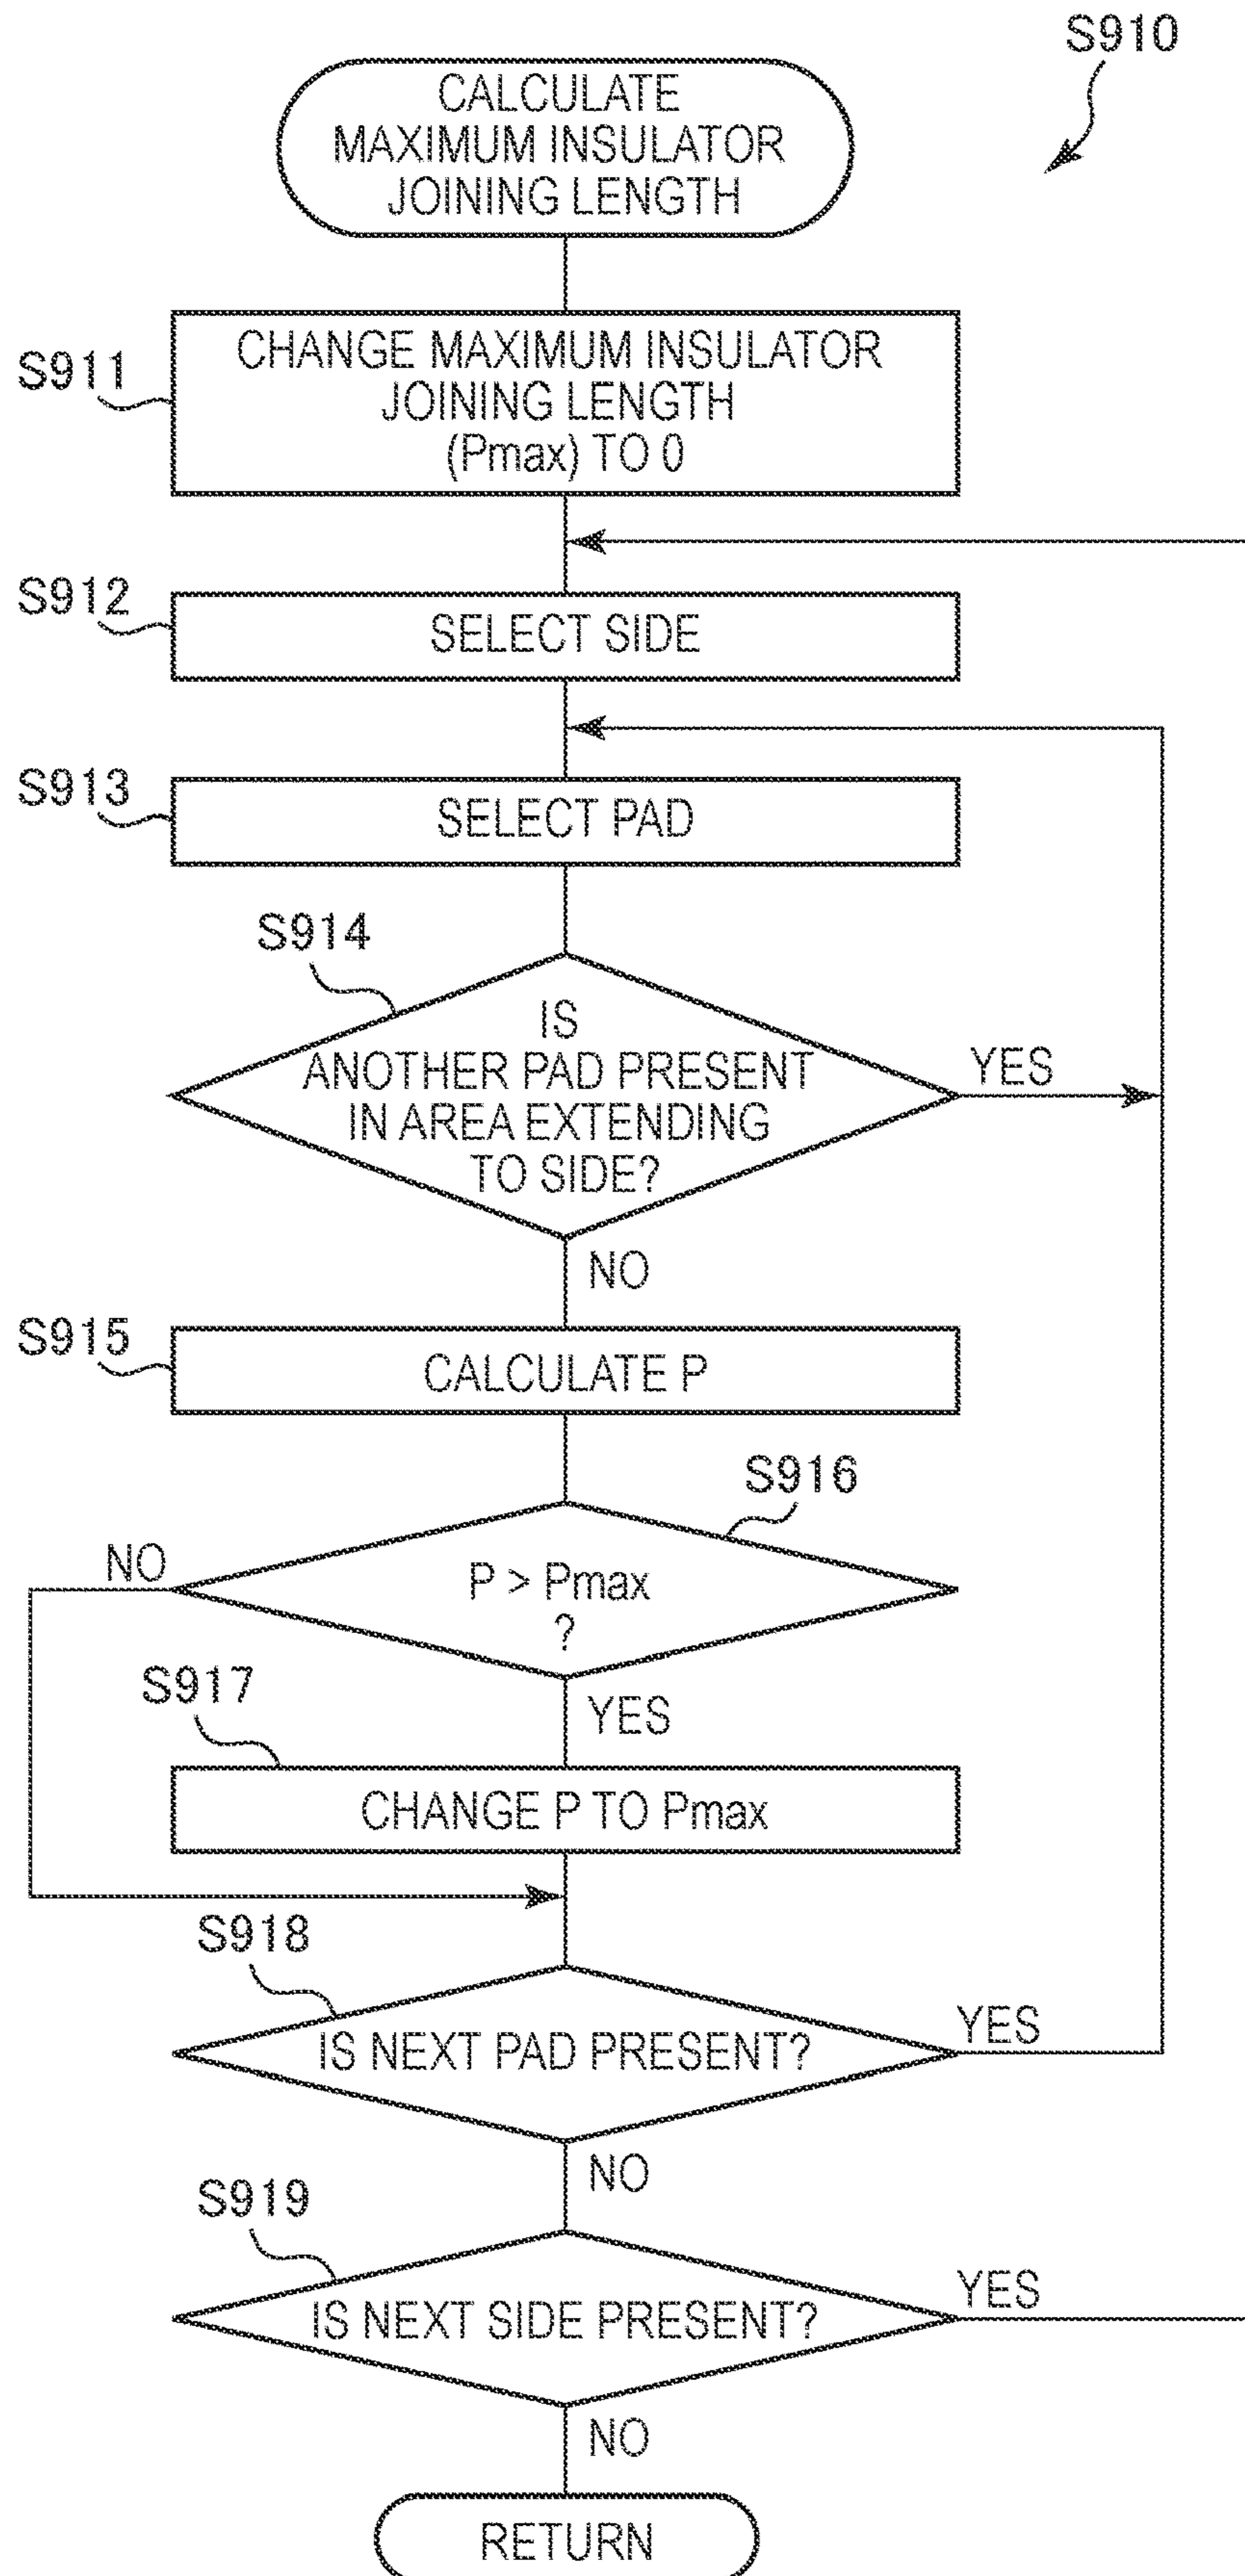 S910
CALCULATE
MAXIMUM INSULATOR
JOINING LENGTH
S911
CHANGE MAXIMUM INSULATOR
JOINING LENGTH
(Pmax) TO 0
S912
SELECT SIDE
S913
SELECT PAD
S914
IS
ANOTHER PAD PRESENT
IN AREA EXTENDING
TO SIDE?
YES
NO
S915
CALCULATE P
S916
NO
P > Pmax
?
S917
YES
CHANGE P TO Pmax
S918
IS NEXT PAD PRESENT?
YES
NO
S919
IS NEXT SIDE PRESENT?
YES
NO
RETURN